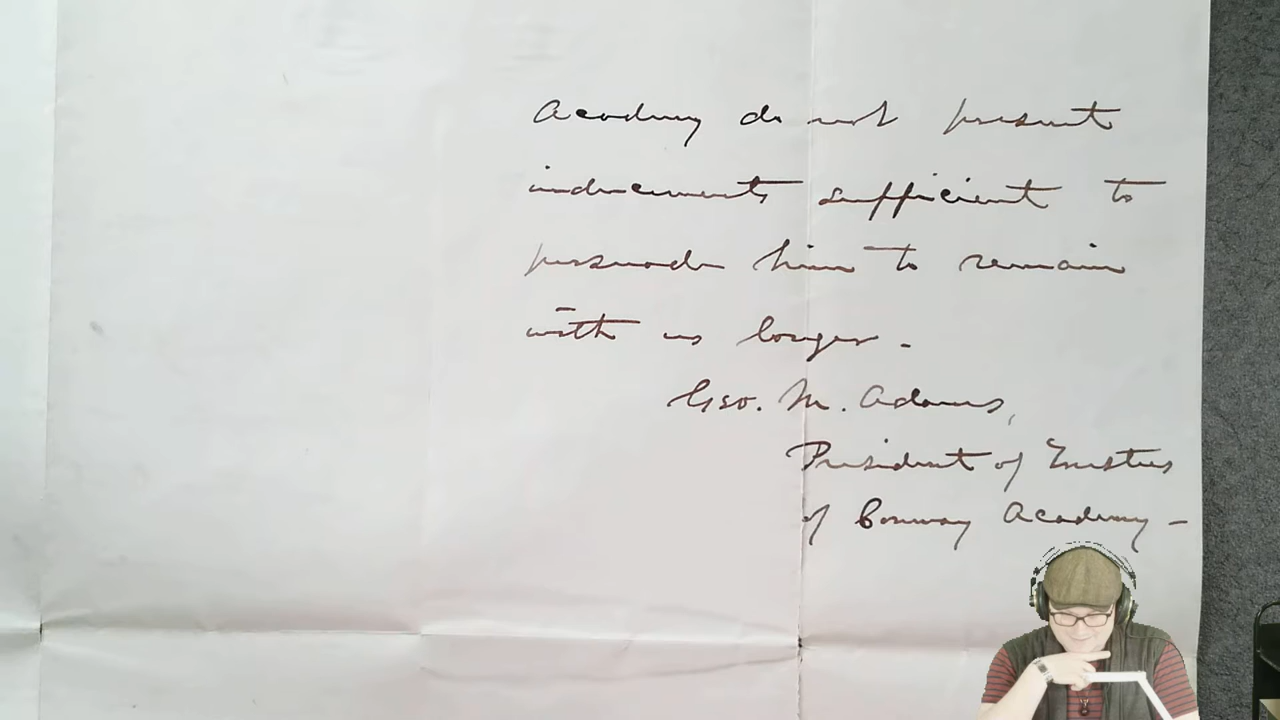 Academy do not present
inducements sufficient to
persuade him to remain
with us longer.
Geo. M. Adams,
President of Trustees
of Conway Academy -